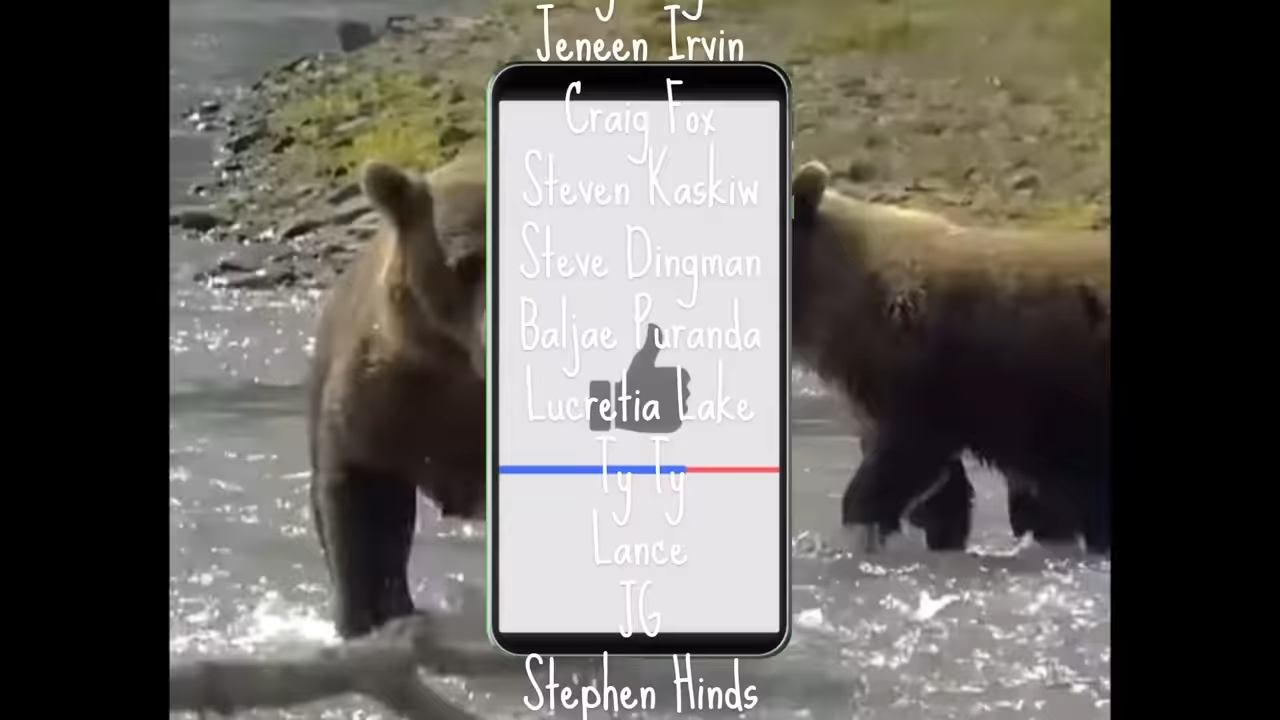 Jeneen Irvin
Craig Fox
Steven Kaskiw
Steve Dingman
Baljae Puranda
Lucretia Lake
Ty Ty
Lance
JG
Stephen Hinds